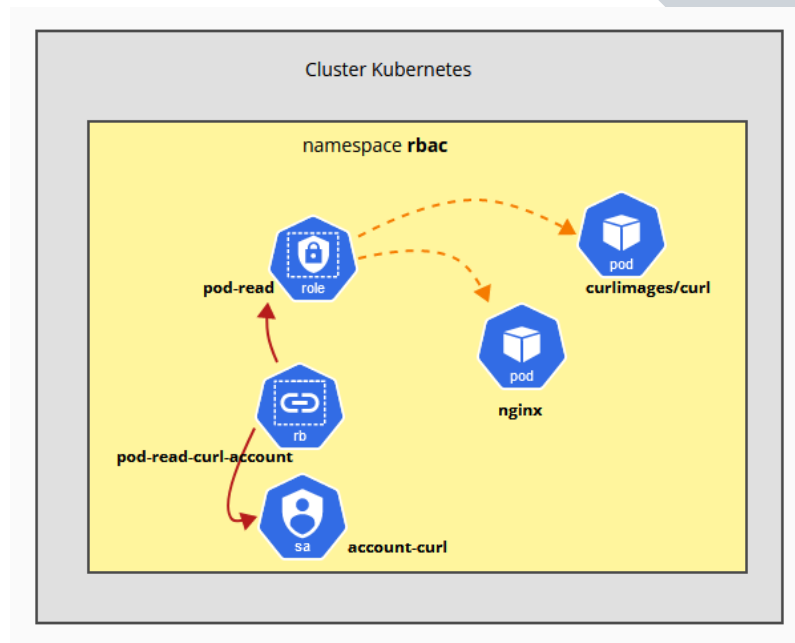 Cluster Kubernetes
namespace rbac
pod
curlimages/curl
role
pod-read
pod
nginx
rb
pod-read-curl-account
sa
account-curl